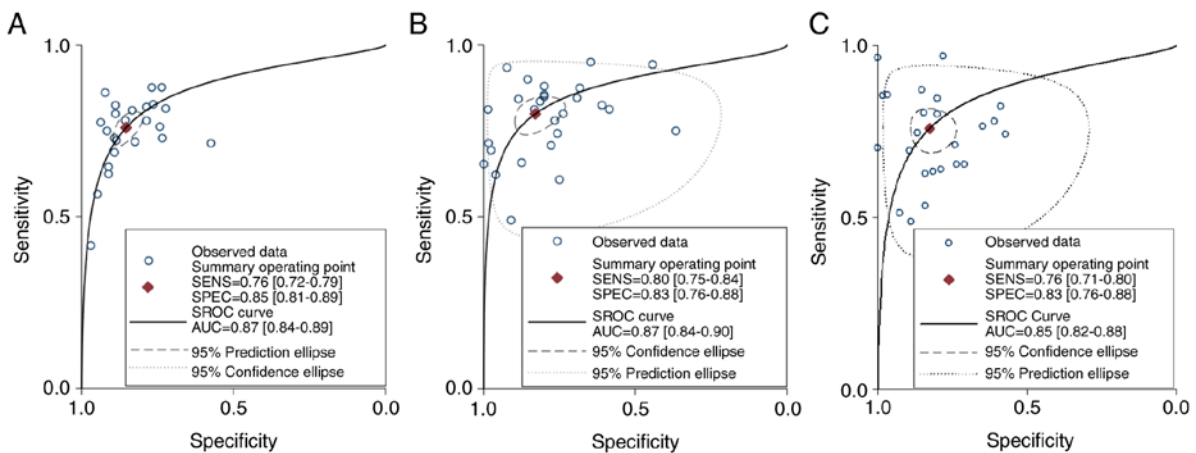 A
1.0
0.5
0.0
Sensitivity
Observed data
Summary operating point
SENS=0.76 [0.72-0.79]
SPEC=0.85 [0.81-0.89]
SROC curve
AUC=0.87 [0.84-0.89]
95% Prediction ellipse
95% Confidence ellipse
1.0
0.5
0.0
Specificity
B
1.0
0.5
0.0
Sensitivity
Observed data
Summary operating point
SENS=0.80 [0.75-0.84]
SPEC=0.83 [0.76-0.88]
SROC curve
AUC=0.87 [0.84-0.90]
95% Confidence ellipse
95% Prediction ellipse
1.0
0.5
0.0
Specificity
C
1.0
0.5
0.0
Sensitivity
Observed data
Summary operating point
SENS=0.76 [0.71-0.80]
SPEC=0.83 [0.76-0.88]
SROC Curve
AUC=0.85 [0.82-0.88]
95% Confidence ellipse
95% Prediction ellipse
1.0
0.5
0.0
Specificity